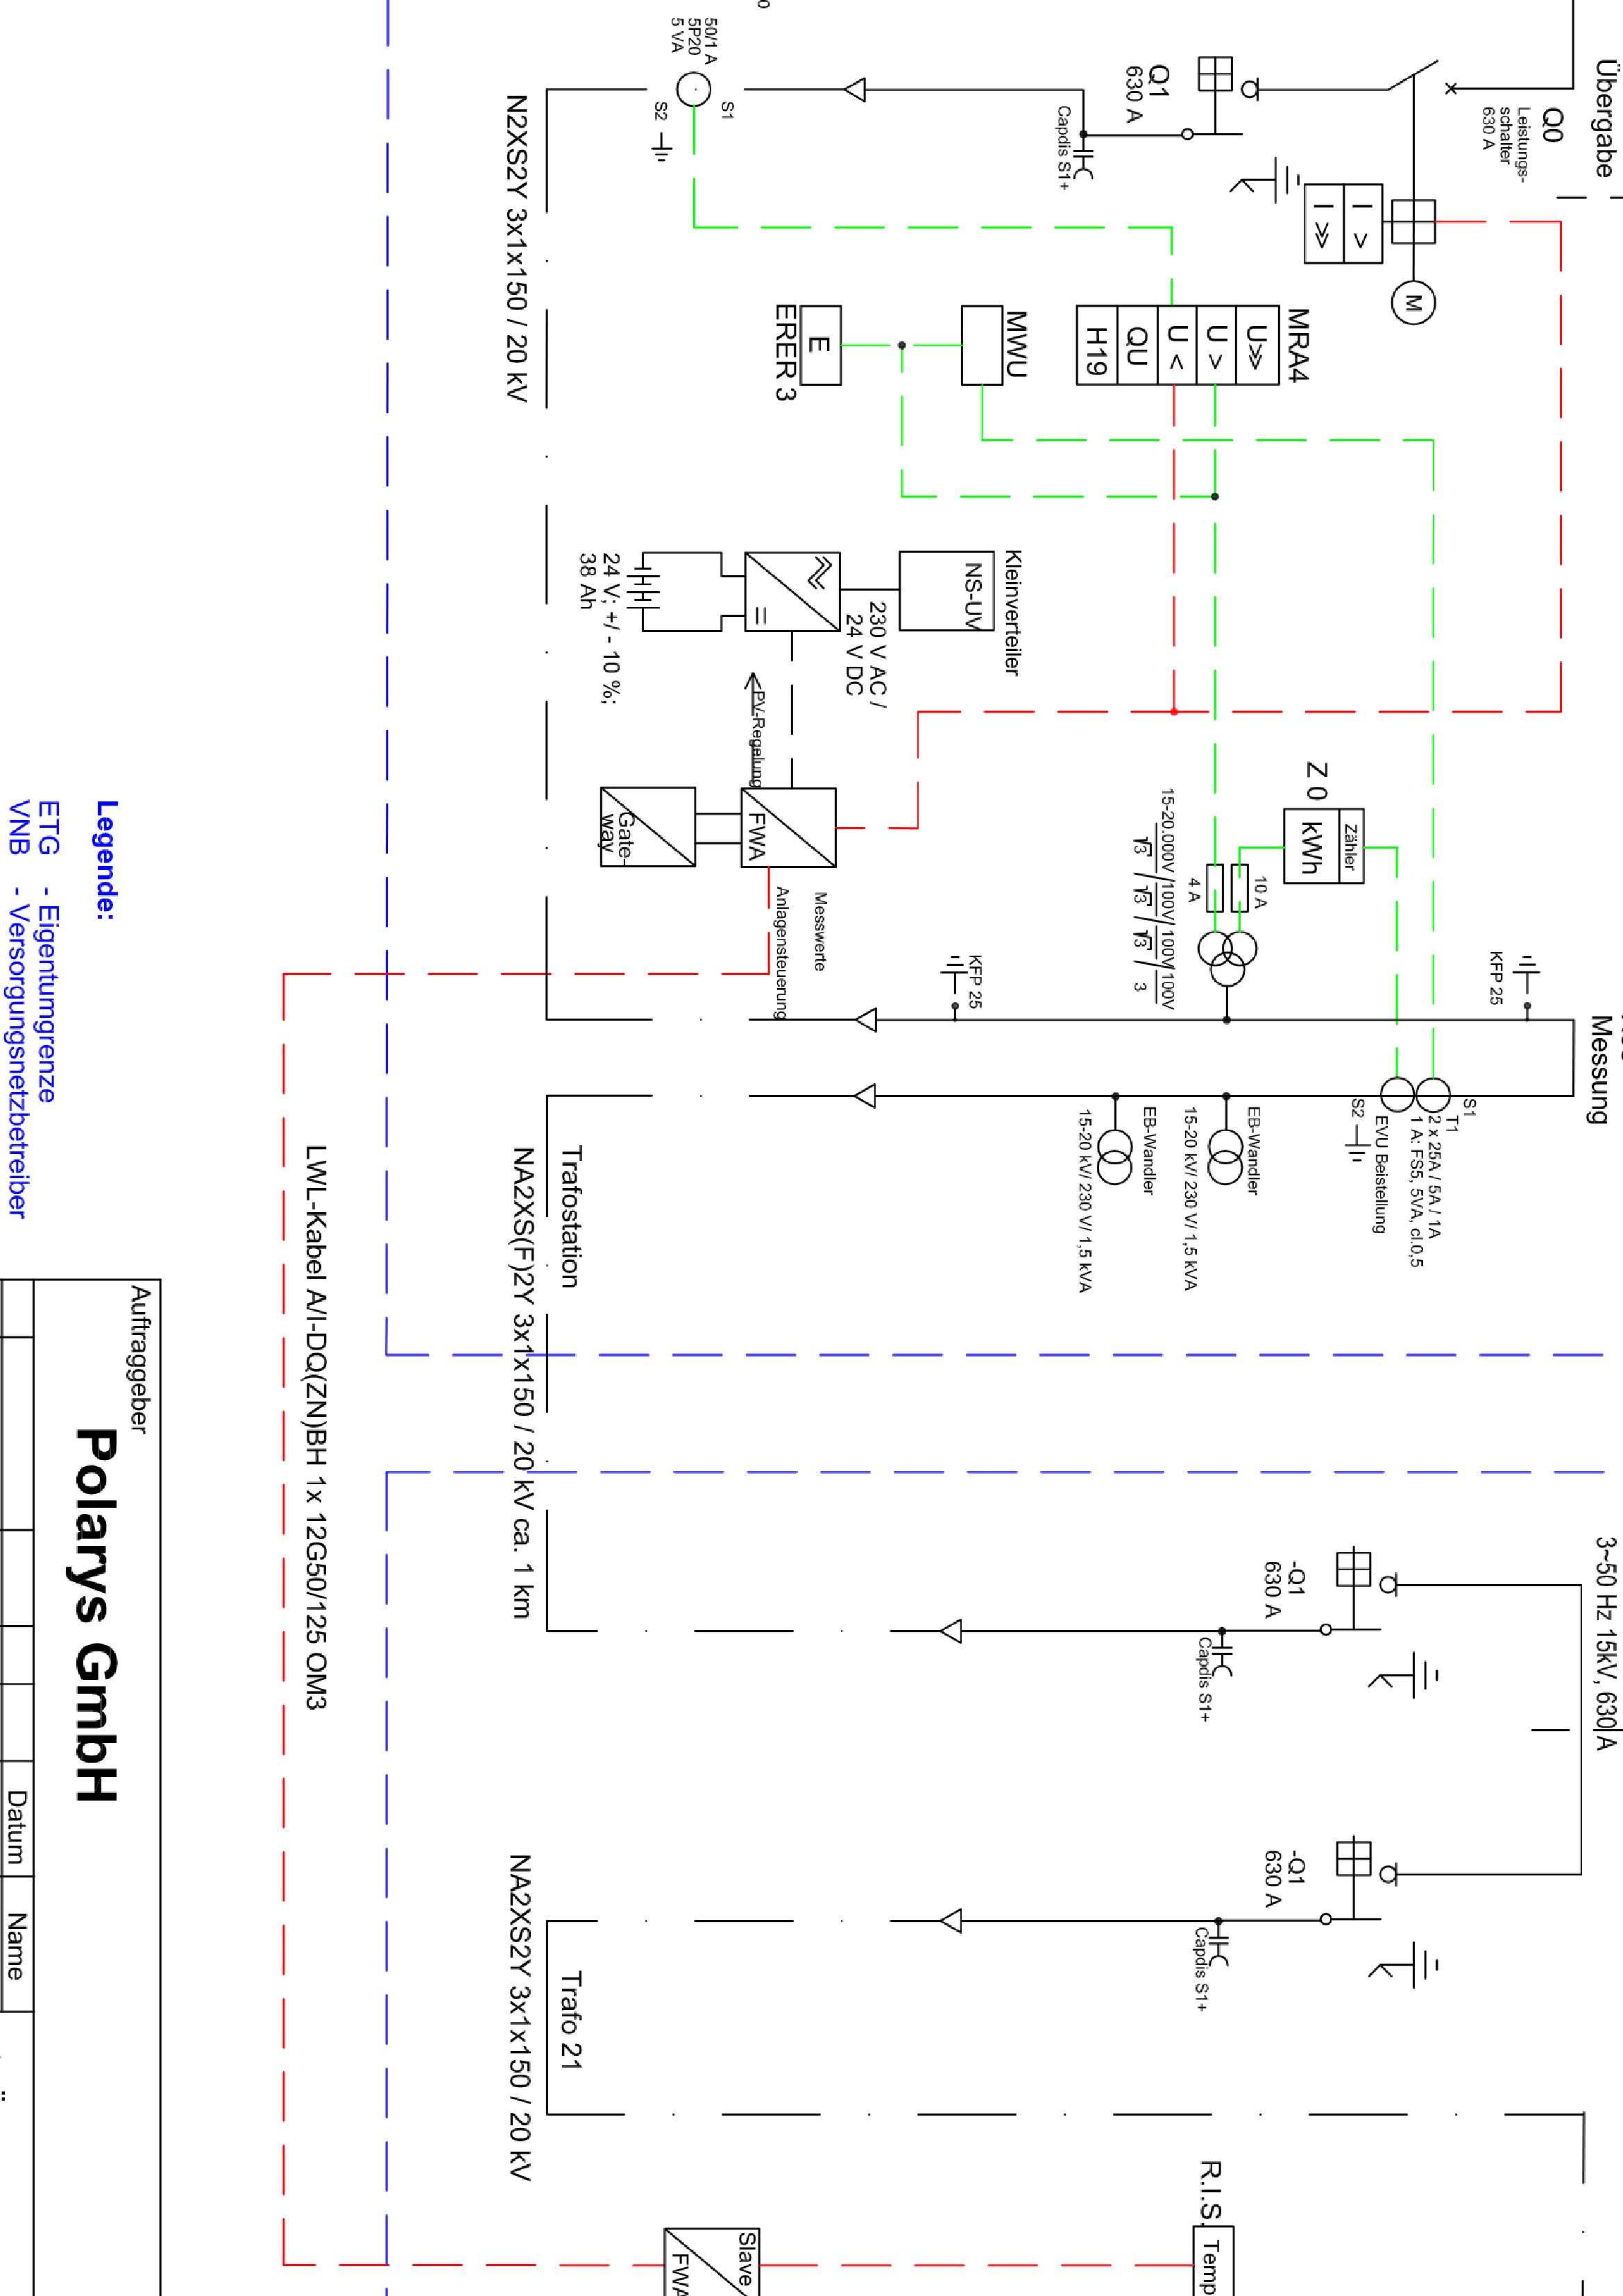 Übergabe
Q0
Leistungs-
schalter
630 A
I >
I >>
M
Q1
630 A
Capdis S1+
50/1 A
5P20
5 VA
S1
S2
N2XS2Y 3x1x150 / 20 kV
MRA4
U>>
U >
U <
QU
H19
MWU
E
ERER 3
Kleinverteiler
NS-UV
230 V AC /
24 V DC
24 V; +/ - 10 %;
38 Ah
PV-Regelung
FWA
Gate-
way
Messwerte
Anlagensteuerung
Z 0
Zähler
kWh
10 A
4 A
15-20.000V/100V/100V/100V
√3 / √3 / √3 / 3
KFP 25
KFP 25
Messung
S1
T1
2 x 25A / 5A / 1A
1 A: FS5, 5VA, cl.0,5
EVU Beistellung
S2
EB-Wandler
15-20 kV/ 230 V/ 1,5 kVA
EB-Wandler
15-20 kV/ 230 V/ 1,5 kVA
Trafostation
NA2XS(F)2Y 3x1x150 / 20 kV ca. 1 km
3~50 Hz 15kV, 630 A
-Q1
630 A
Capdis S1+
-Q1
630 A
Capdis S1+
Trafo 21
NA2XS2Y 3x1x150 / 20 kV
R.I.S.
Temp
Slave
FWA
LWL-Kabel A/I-DQ(ZN)BH 1x 12G50/125 OM3
Legende:
ETG - Eigentumgrenze
VNB - Versorgungsnetzbetreiber
Auftraggeber
Polarys GmbH
Datum
Name